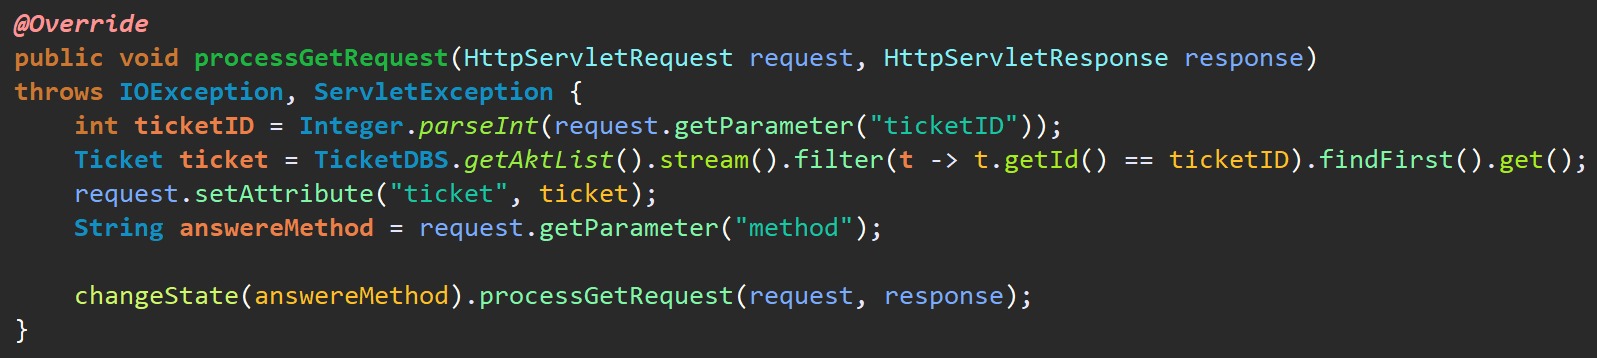 @Override
public void processGetRequest(HttpServletRequest request, HttpServletResponse response)
throws IOException, ServletException {
    int ticketID = Integer.parseInt(request.getParameter("ticketID"));
    Ticket ticket = TicketDBS.getAktList().stream().filter(t -> t.getId() == ticketID).findFirst().get();
    request.setAttribute("ticket", ticket);
    String answereMethod = request.getParameter("method");

    changeState(answereMethod).processGetRequest(request, response);
}